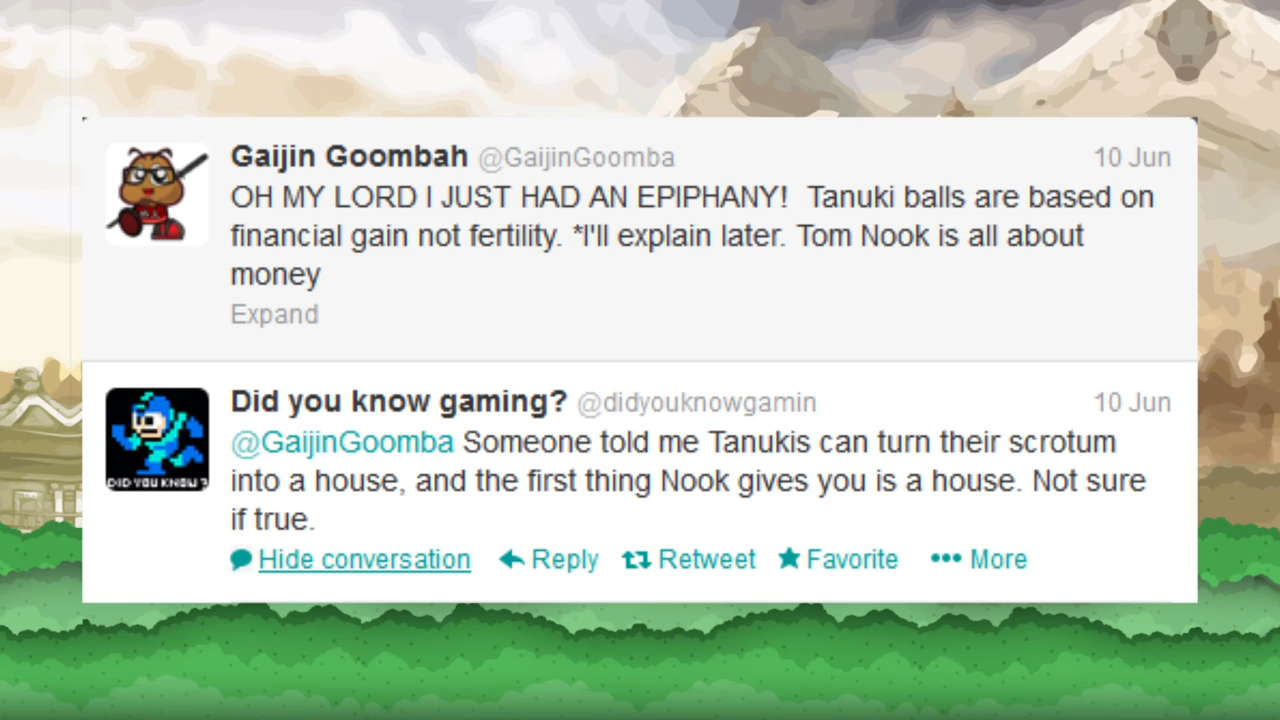 Gaijin Goombah @GaijinGoomba 10 Jun
OH MY LORD I JUST HAD AN EPIPHANY!  Tanuki balls are based on
financial gain not fertility. *I'll explain later. Tom Nook is all about
money
Expand
Did you know gaming? @didyouknowgamin 10 Jun
@GaijinGoomba Someone told me Tanukis can turn their scrotum
into a house, and the first thing Nook gives you is a house. Not sure
if true.
DID YOU KNOW?
Hide conversation Reply Retweet Favorite ••• More